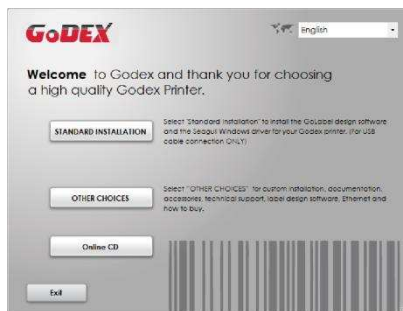 GoDEX
English
Welcome to Godex and thank you for choosing
a high quality Godex Printer.
STANDARD INSTALLATION
Select 'Standard Installation' to install the GoLabel design software
and the Seagull Windows driver for your Godex printer. (for USB
cable connection ONLY)
OTHER CHOICES
Select "OTHER CHOICES" for custom installation, documentation,
accessories, technical support, label design software, Ethernet and
how to buy.
Online CD
Exit